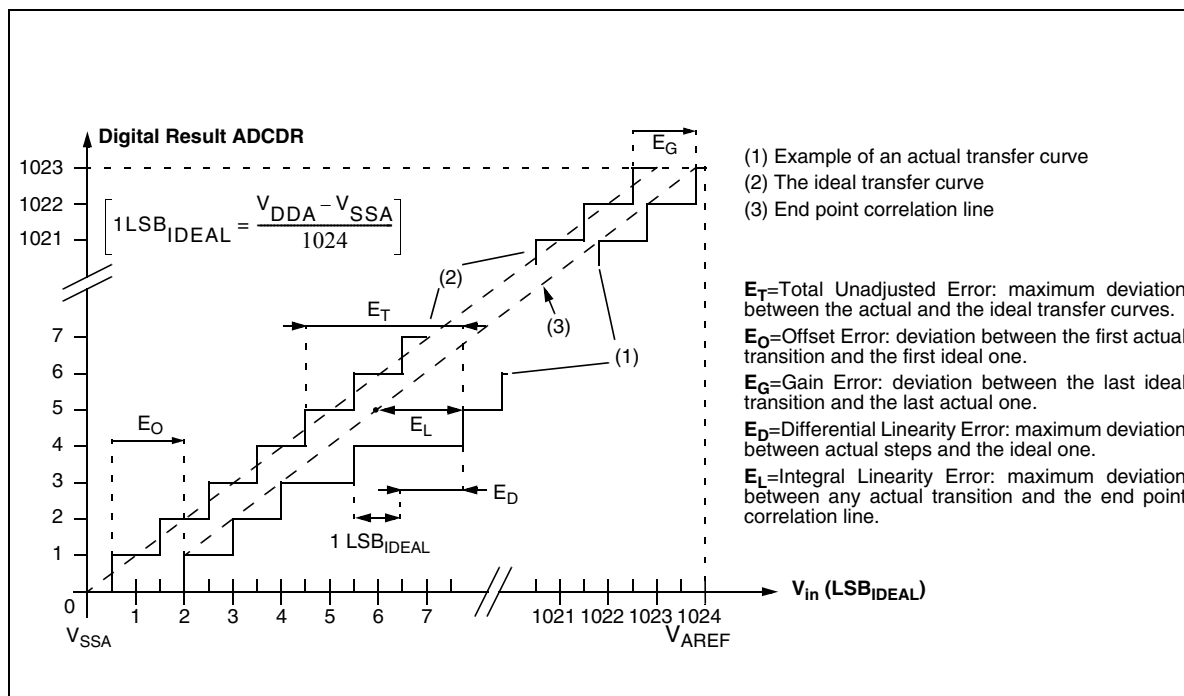 Digital Result ADCDR
E_G
1023
1022
1021
[1LSB_IDEAL = (V_DDA – V_SSA) / 1024]
(1) Example of an actual transfer curve
(2) The ideal transfer curve
(3) End point correlation line
(2)
E_T
(3)
(1)
7
6
5
4
3
2
1
0
E_O
E_L
E_D
1 LSB_IDEAL
E_T=Total Unadjusted Error: maximum deviation
between the actual and the ideal transfer curves.
E_O=Offset Error: deviation between the first actual
transition and the first ideal one.
E_G=Gain Error: deviation between the last ideal
transition and the last actual one.
E_D=Differential Linearity Error: maximum deviation
between actual steps and the ideal one.
E_L=Integral Linearity Error: maximum deviation
between any actual transition and the end point
correlation line.
V_in (LSB_IDEAL)
1 2 3 4 5 6 7 1021 1022 1023 1024
V_SSA
V_AREF